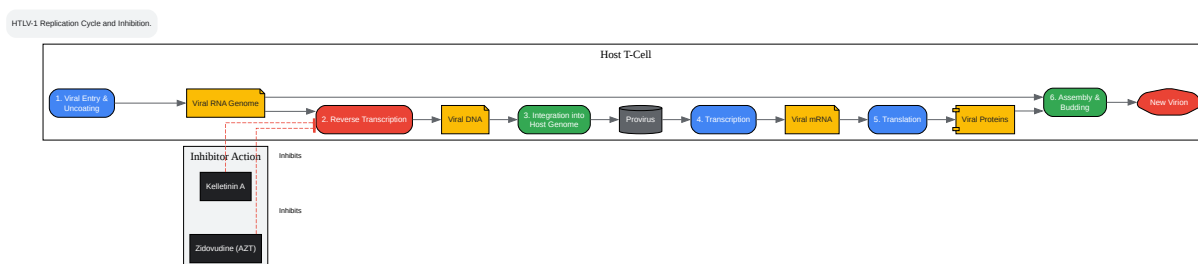 HTLV-1 Replication Cycle and Inhibition.
Host T-Cell
1. Viral Entry &
Uncoating
Viral RNA Genome
2. Reverse Transcription
Viral DNA
3. Integration into
Host Genome
Provirus
4. Transcription
Viral mRNA
5. Translation
Viral Proteins
6. Assembly &
Budding
New Virion
Inhibitor Action
Inhibits
Kelletinin A
Inhibits
Zidovudine (AZT)